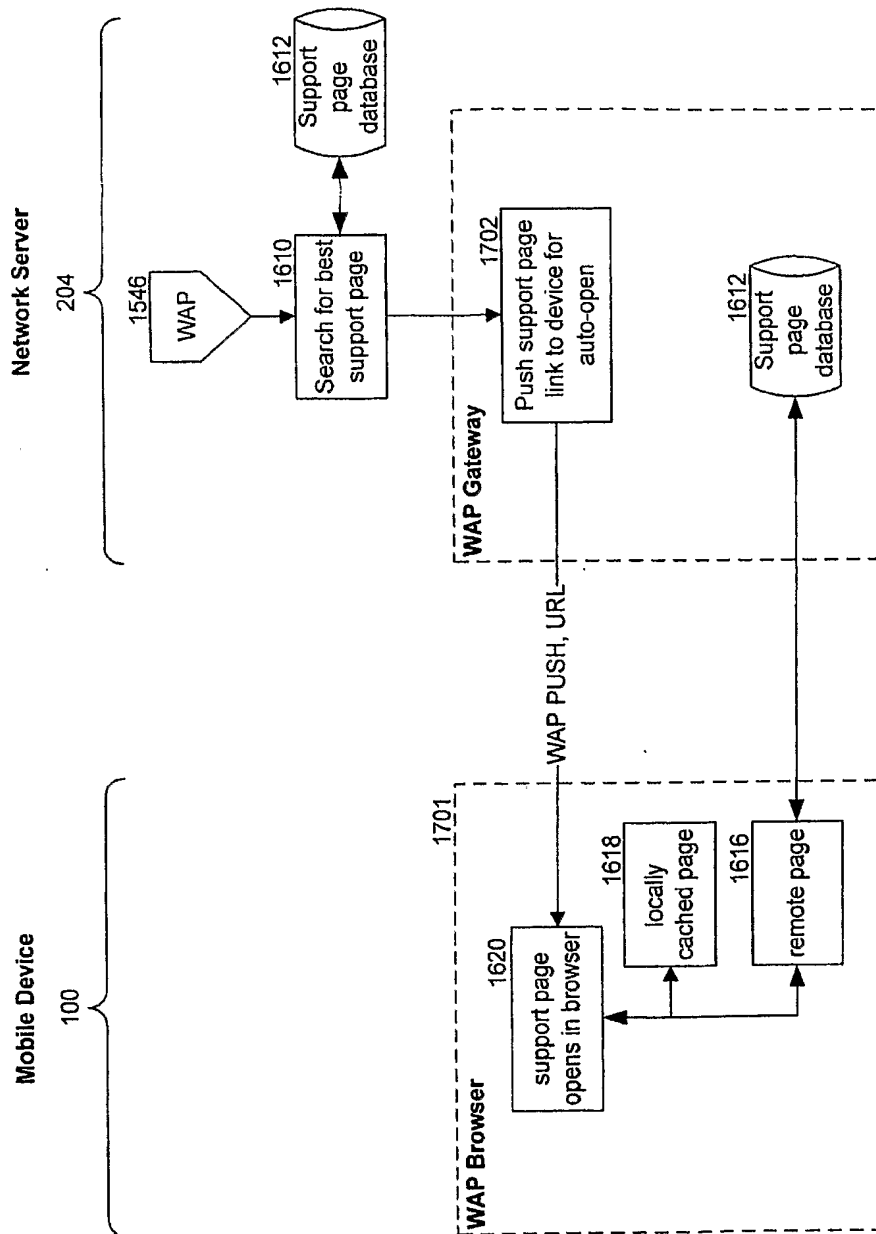 Mobile Device
100
Network Server
204
1546
WAP
1610
Search for best
support page
1612
Support
page
database
WAP Browser
1701
1620
support page
opens in browser
1618
locally
cached page
1616
remote page
WAP PUSH, URL
WAP Gateway
1702
Push support page
link to device for
auto-open
1612
Support
page
database